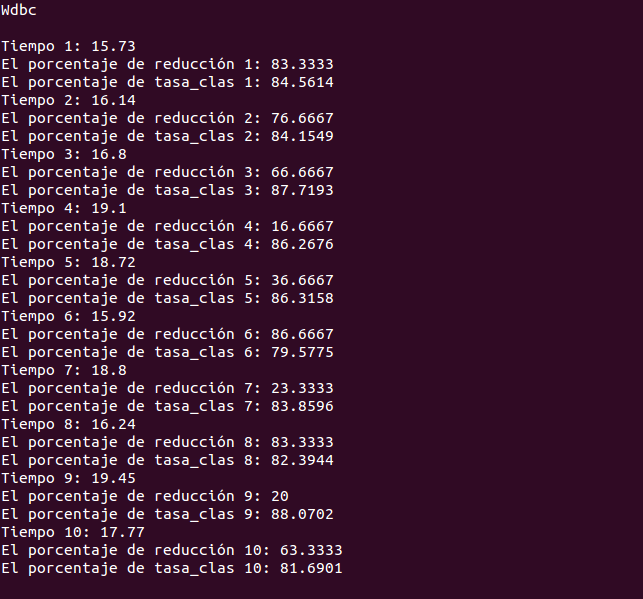 Wdbc
Tiempo 1: 15.73
El porcentaje de reducción 1: 83.3333
El porcentaje de tasa_clas 1: 84.5614
Tiempo 2: 16.14
El porcentaje de reducción 2: 76.6667
El porcentaje de tasa_clas 2: 84.1549
Tiempo 3: 16.8
El porcentaje de reducción 3: 66.6667
El porcentaje de tasa_clas 3: 87.7193
Tiempo 4: 19.1
El porcentaje de reducción 4: 16.6667
El porcentaje de tasa_clas 4: 86.2676
Tiempo 5: 18.72
El porcentaje de reducción 5: 36.6667
El porcentaje de tasa_clas 5: 86.3158
Tiempo 6: 15.92
El porcentaje de reducción 6: 86.6667
El porcentaje de tasa_clas 6: 79.5775
Tiempo 7: 18.8
El porcentaje de reducción 7: 23.3333
El porcentaje de tasa_clas 7: 83.8596
Tiempo 8: 16.24
El porcentaje de reducción 8: 83.3333
El porcentaje de tasa_clas 8: 82.3944
Tiempo 9: 19.45
El porcentaje de reducción 9: 20
El porcentaje de tasa_clas 9: 88.0702
Tiempo 10: 17.77
El porcentaje de reducción 10: 63.3333
El porcentaje de tasa_clas 10: 81.6901